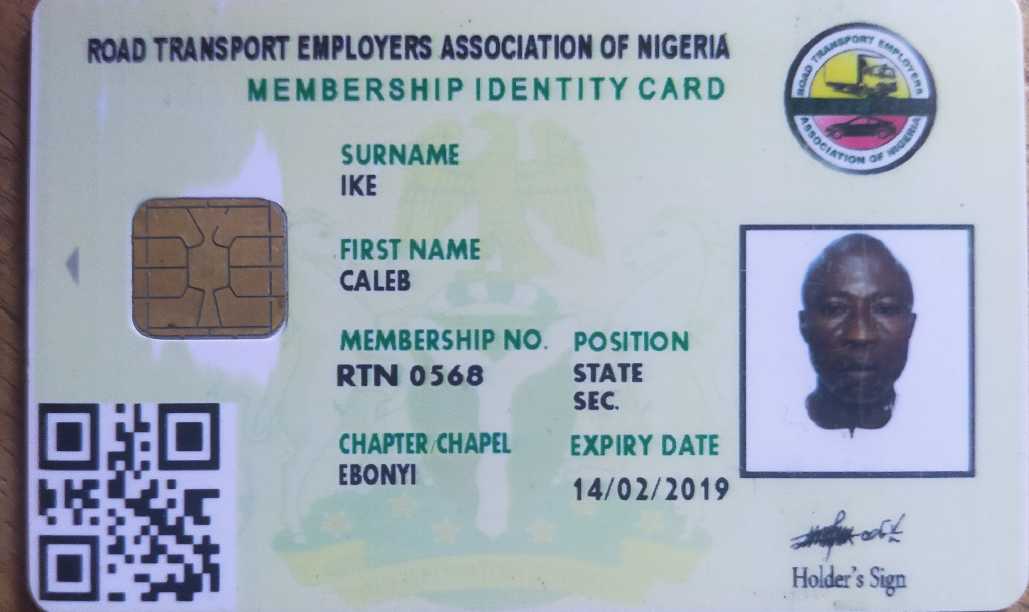 ROAD TRANSPORT EMPLOYERS ASSOCIATION OF NIGERIA
MEMBERSHIP IDENTITY CARD
ROAD TRANSPORT EMPLOYERS
ASSOCIATION OF NIGERIA
SURNAME
IKE
FIRST NAME
CALEB
MEMBERSHIP NO.
RTN 0568
POSITION
STATE
SEC.
CHAPTER/CHAPEL
EBONYI
EXPIRY DATE
14/02/2019
Holder's Sign